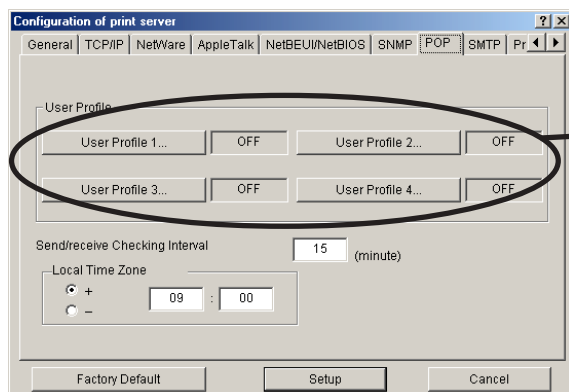 Configuration of print server
General TCP/IP NetWare AppleTalk NetBEUI/NetBIOS SNMP POP SMTP Pr
User Profile
User Profile 1... OFF User Profile 2... OFF
User Profile 3... OFF User Profile 4... OFF
Send/receive Checking Interval 15 (minute)
Local Time Zone
+ 09 : 00
–
Factory Default Setup Cancel